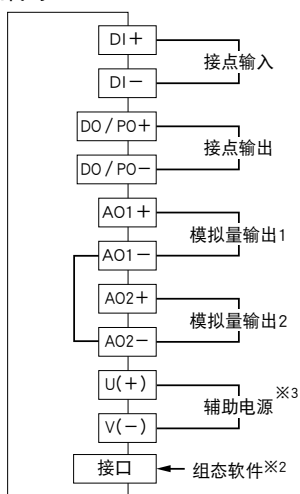 DI+
DI−
接点输入
DO / PO+
DO / PO−
接点输出
AO1+
AO1−
模拟量输出1
AO2+
AO2−
模拟量输出2
U(+)
V(−)
辅助电源※3
接口
组态软件※2